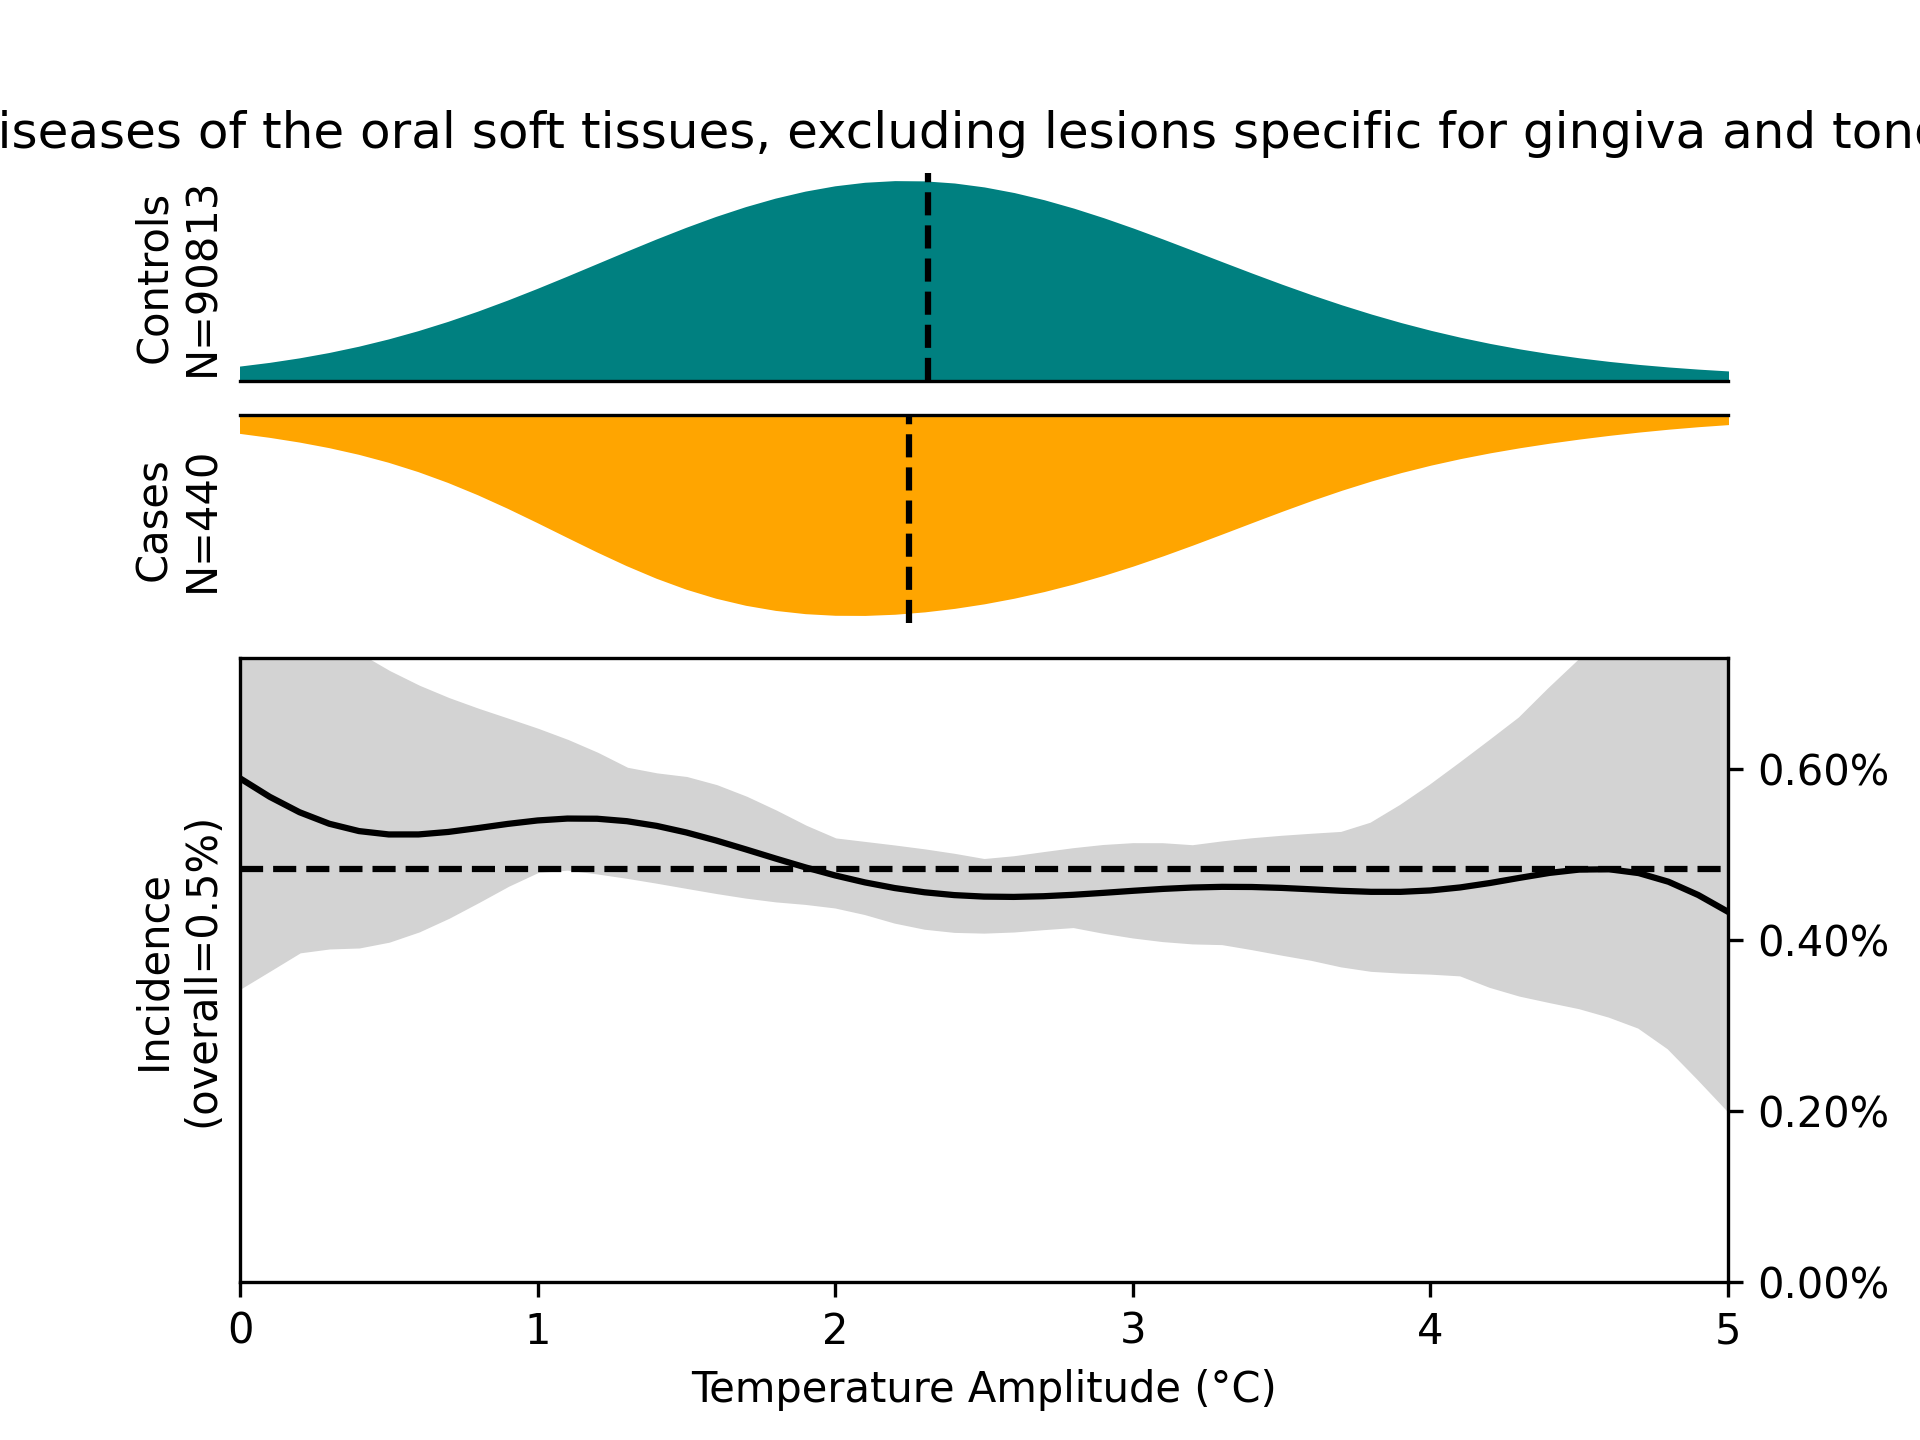 iseases of the oral soft tissues, excluding lesions specific for gingiva and tong
Controls
N=90813
Cases
N=440
Incidence
(overall=0.5%)
0.60%
0.40%
0.20%
0.00%
0 1 2 3 4 5
Temperature Amplitude (°C)